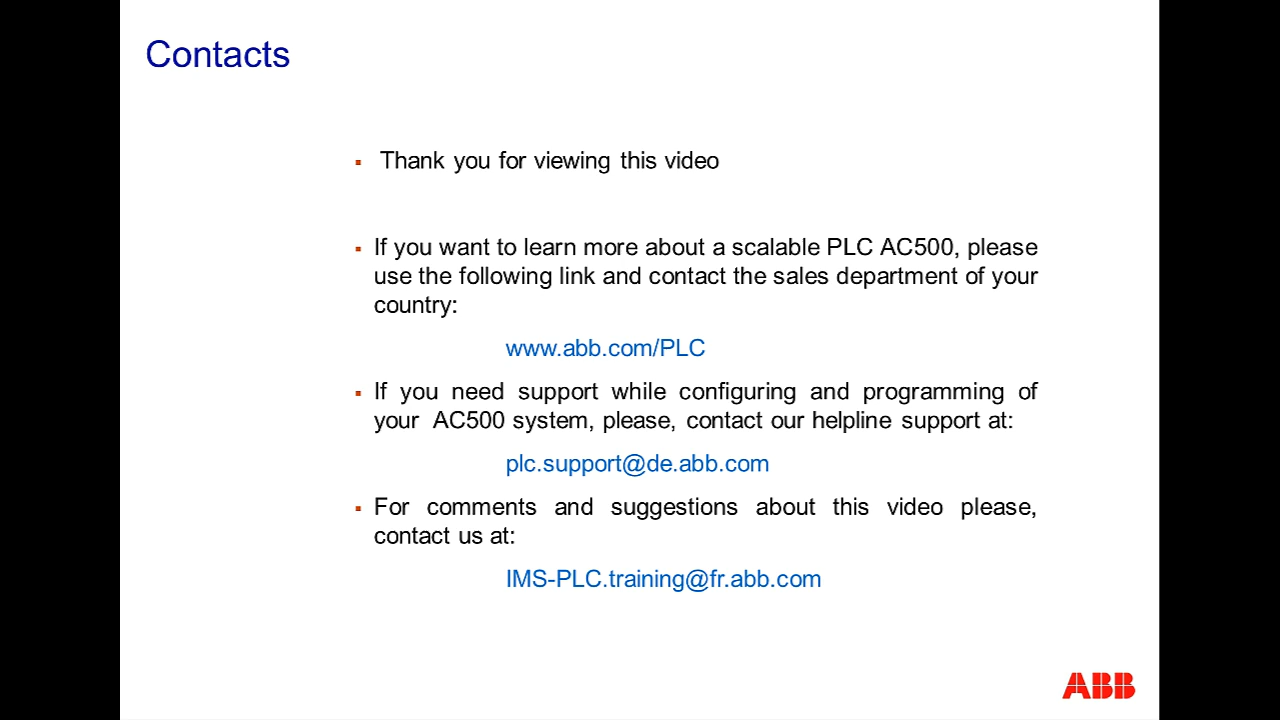 Contacts
Thank you for viewing this video
If you want to learn more about a scalable PLC AC500, please
use the following link and contact the sales department of your
country:
www.abb.com/PLC
If you need support while configuring and programming of
your AC500 system, please, contact our helpline support at:
plc.support@de.abb.com
For comments and suggestions about this video please,
contact us at:
IMS-PLC.training@fr.abb.com
ABB